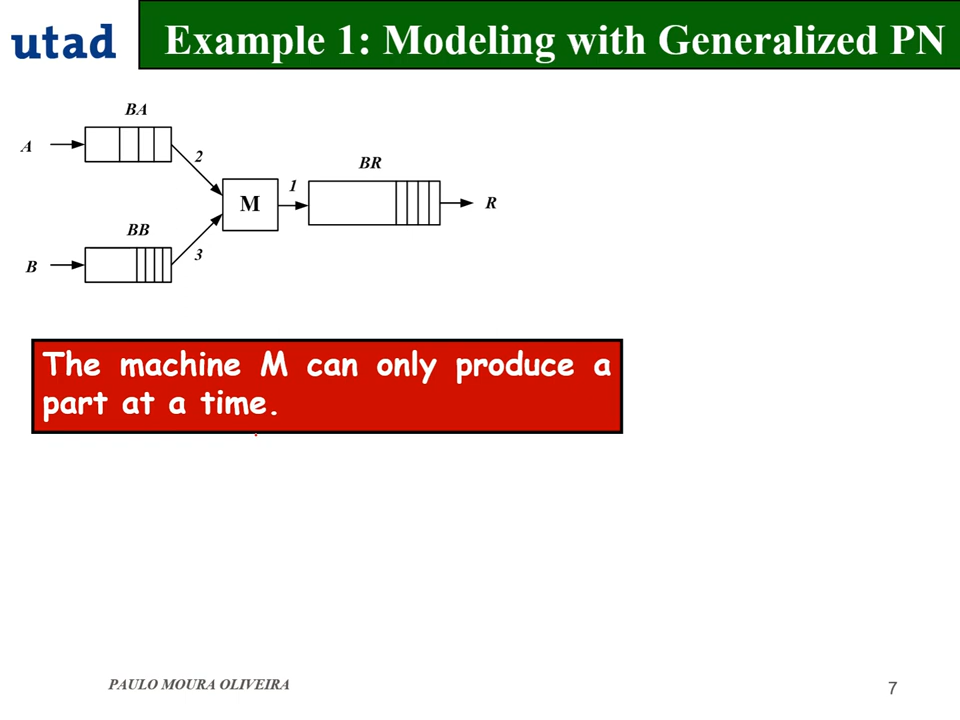 utad
Example 1: Modeling with Generalized PN
BA
A
2
BR
M
1
R
BB
B
3
The machine M can only produce a
part at a time.
PAULO MOURA OLIVEIRA
7